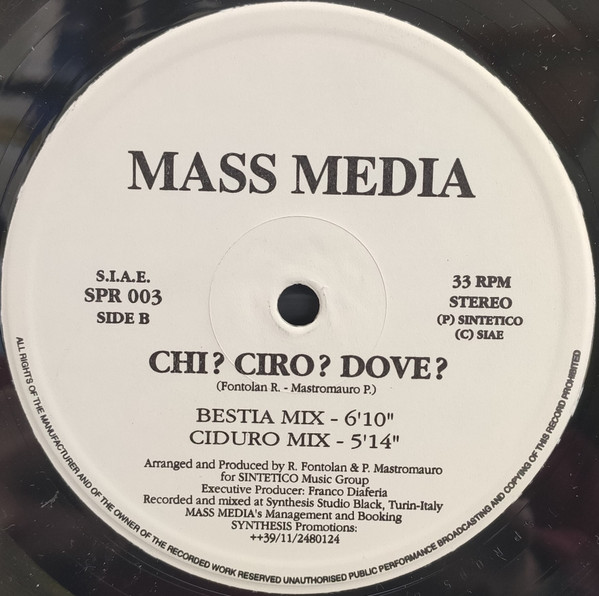 MASS MEDIA
S.I.A.E.
SPR 003
SIDE B
33 RPM
STEREO
(P) SINTETICO
(C) SIAE
CHI? CIRO? DOVE?
(Fontolan R. - Mastromauro P.)
BESTIA MIX - 6'10"
CIDURO MIX - 5'14"
Arranged and Produced by R. Fontolan & P. Mastromauro
for SINTETICO Music Group
Executive Producer: Franco Diaferia
Recorded and mixed at Synthesis Studio Black, Turin-Italy
MASS MEDIA's Management and Booking
SYNTHESIS Promotions:
++39/11/2480124
ALL RIGHTS OF THE MANUFACTURER AND OF THE OWNER OF THE RECORDED WORK RESERVED UNAUTHORISED PUBLIC PERFORMANCE BROADCASTING AND COPYING OF THIS RECORD PROHIBITED